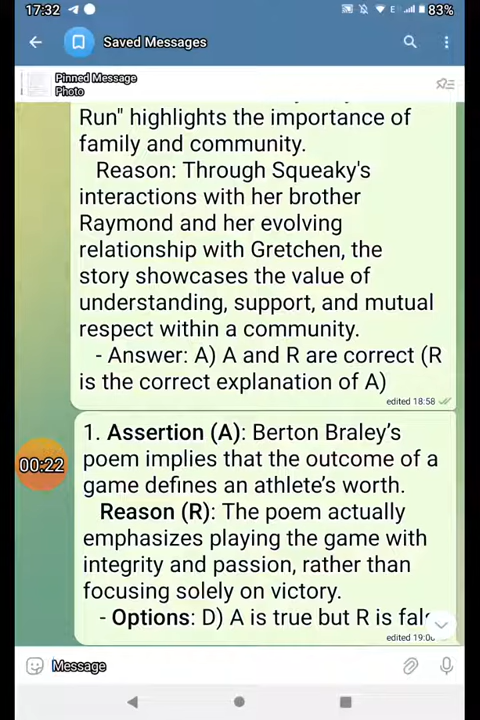 17:32
83%
Saved Messages
Pinned Message
Photo
Run" highlights the importance of
family and community.
Reason: Through Squeaky's
interactions with her brother
Raymond and her evolving
relationship with Gretchen, the
story showcases the value of
understanding, support, and mutual
respect within a community.
- Answer: A) A and R are correct (R
is the correct explanation of A)
edited 18:58
1. Assertion (A): Berton Braley’s
poem implies that the outcome of a
game defines an athlete’s worth.
00:22
Reason (R): The poem actually
emphasizes playing the game with
integrity and passion, rather than
focusing solely on victory.
- Options: D) A is true but R is
edited
Message